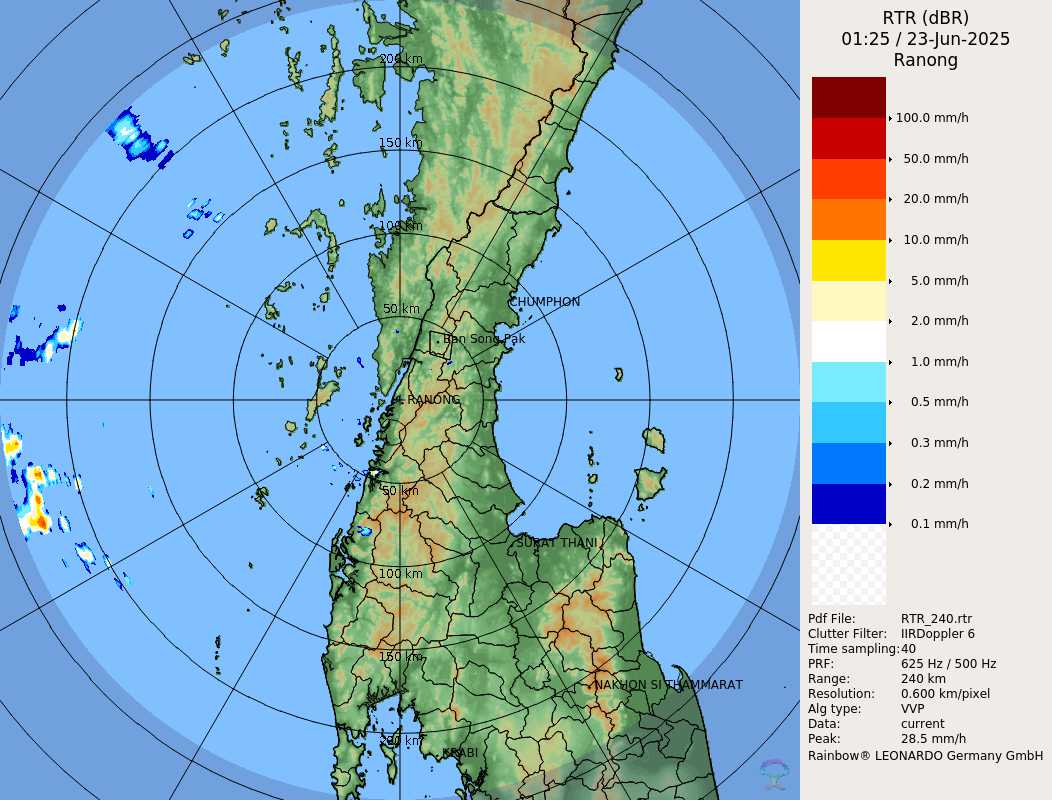 RTR (dBR)
01:25 / 23-Jun-2025
Ranong
200 km
150 km
100 km
50 km
CHUMPHON
Ban Song Pak
RANONG
50 km
SURAT THANI
100 km
150 km
NAKHON SI THAMMARAT
200 km
KRABI
100.0 mm/h
50.0 mm/h
20.0 mm/h
10.0 mm/h
5.0 mm/h
2.0 mm/h
1.0 mm/h
0.5 mm/h
0.3 mm/h
0.2 mm/h
0.1 mm/h
Pdf File: RTR_240.rtr
Clutter Filter: IIRDoppler 6
Time sampling:40
PRF: 625 Hz / 500 Hz
Range: 240 km
Resolution: 0.600 km/pixel
Alg type: VVP
Data: current
Peak: 28.5 mm/h
Rainbow® LEONARDO Germany GmbH